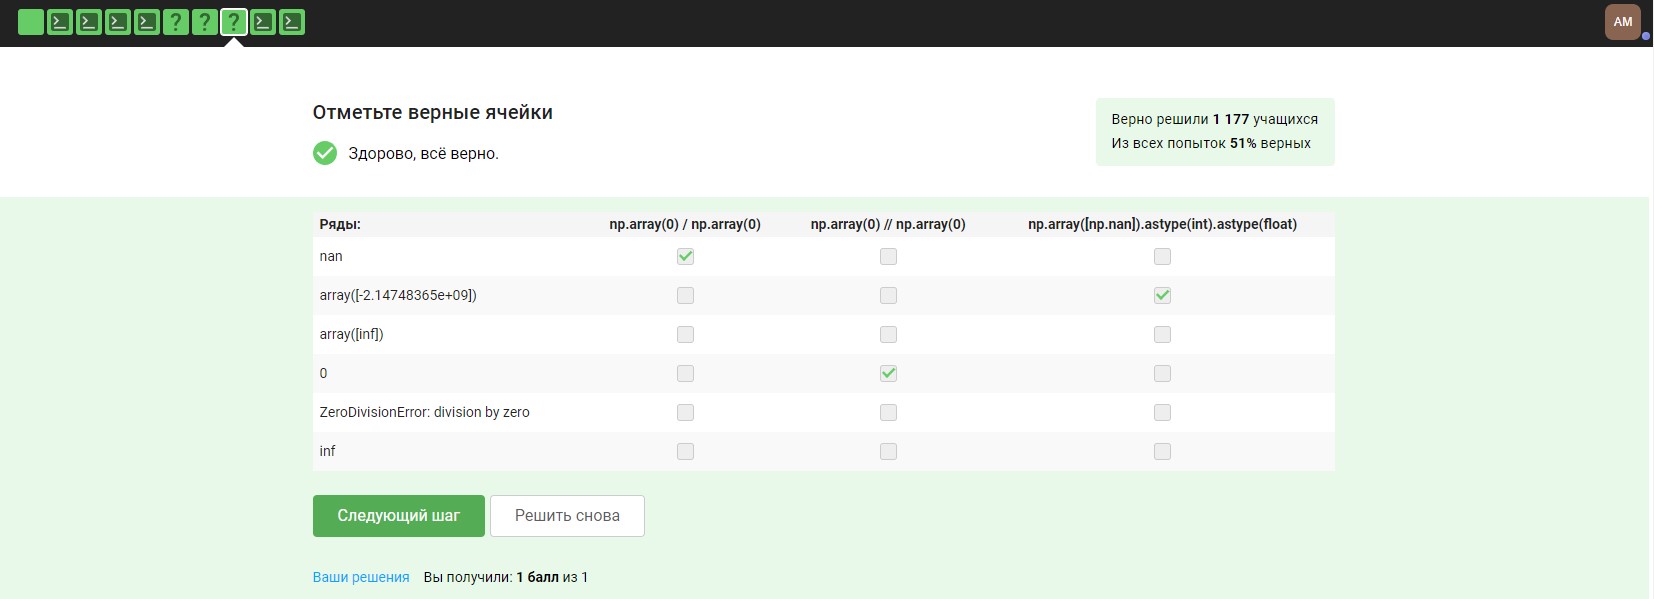 AM
Отметьте верные ячейки
Здорово, всё верно.
Верно решили 1 177 учащихся
Из всех попыток 51% верных
Ряды: np.array(0) / np.array(0) np.array(0) // np.array(0) np.array([np.nan]).astype(int).astype(float)
nan
array([-2.14748365e+09])
array([inf])
0
ZeroDivisionError: division by zero
inf
Следующий шаг Решить снова
Ваши решения Вы получили: 1 балл из 1